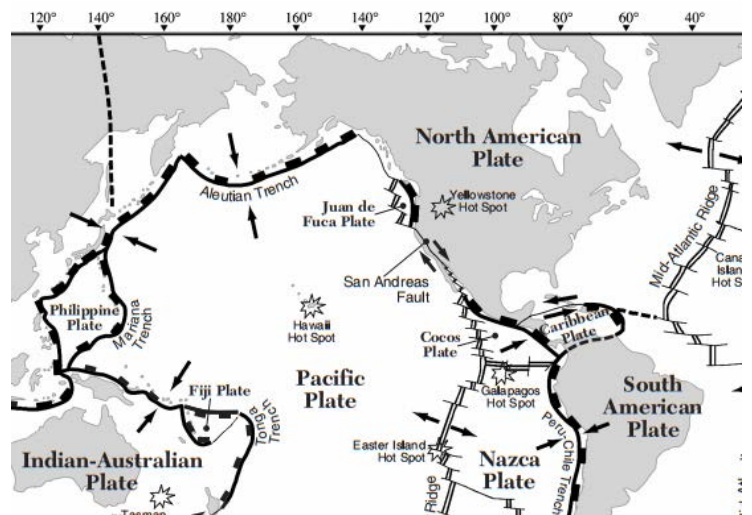 120° 140° 160° 180° 160° 140° 120° 100° 80° 60° 40°
North American
Plate
Aleutian Trench
Juan de
Fuca Plate
Yellowstone
Hot Spot
Mid-Atlantic Ridge
San Andreas
Fault
Philippine
Plate
Mariana
Trench
Hawaii
Hot Spot
Cocos
Plate
Caribbean
Plate
Pacific
Plate
Fiji Plate
Tonga
Trench
Galapagos
Hot Spot
South
American
Plate
Indian-Australian
Plate
Easter Island
Hot Spot
Nazca
Plate
Peru-Chile Trench
Ridge